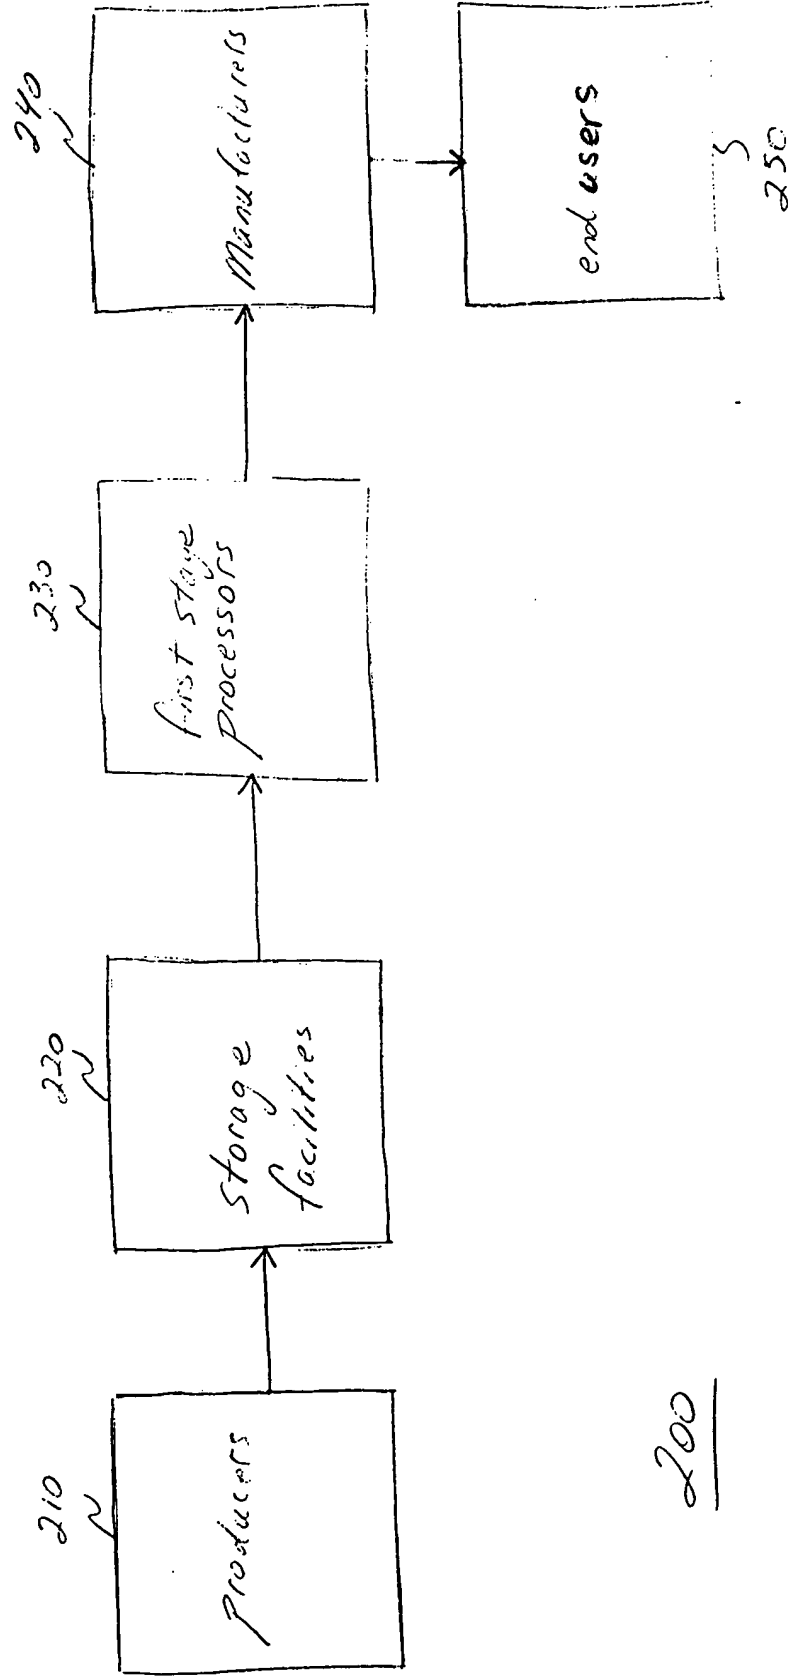 210
Producers
220
Storage
facilities
230
first stage
processors
240
Manufacturers
end users
250
200